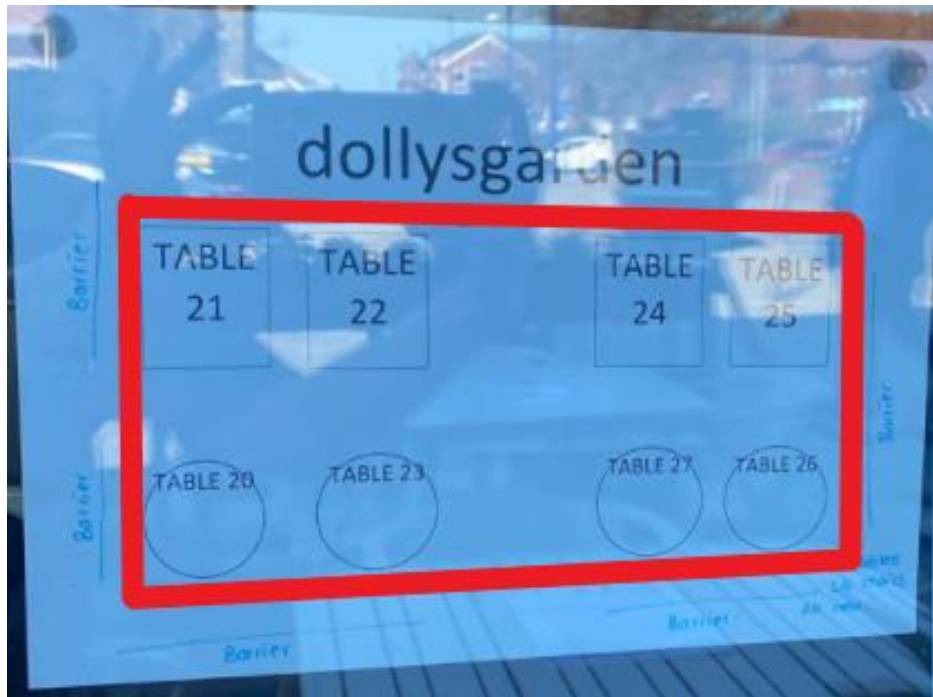 dollysgarden
Barrier
TABLE
21
TABLE
22
TABLE
24
TABLE
25
Barrier
Barrier
TABLE 20
TABLE 23
TABLE 27
TABLE 26
Barrier
Barrier